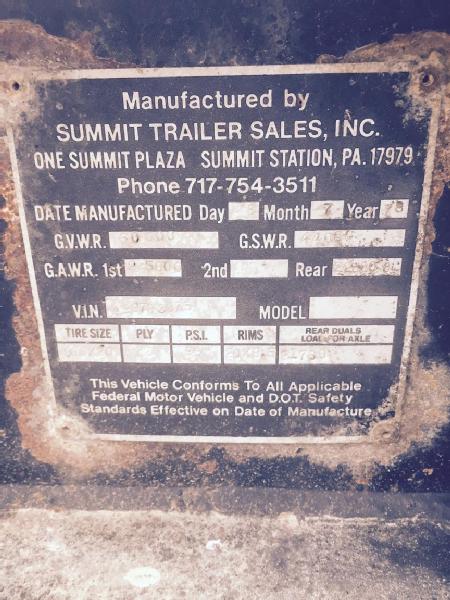 Manufactured by
SUMMIT TRAILER SALES, INC.
ONE SUMMIT PLAZA SUMMIT STATION, PA. 17979
Phone 717-754-3511
DATE MANUFACTURED Day Month 7 Year 78
G.V.W.R. G.S.W.R.
G.A.W.R. 1st 2nd Rear
V.I.N. MODEL
TIRE SIZE PLY P.S.I. RIMS REAR DUALS LOAD FOR AXLE
This Vehicle Conforms To All Applicable
Federal Motor Vehicle and D.O.T. Safety
Standards Effective on Date of Manufacture